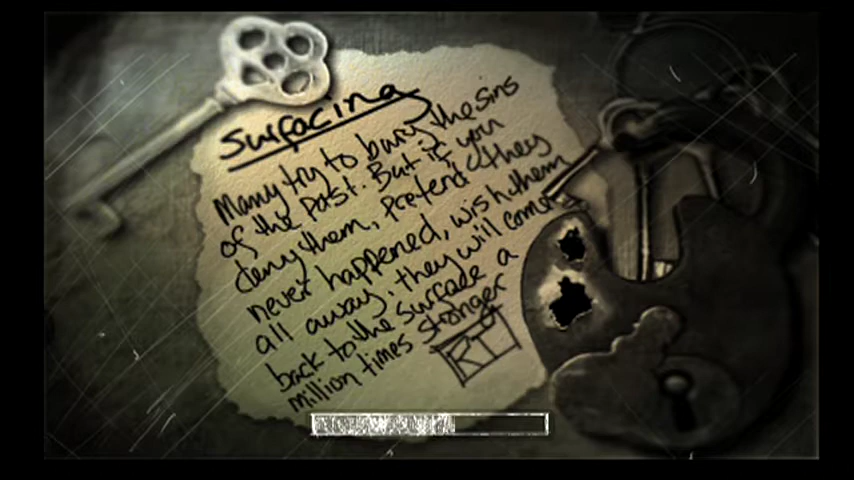 Surfacing
Many try to bury the sins
of the past. But if you
deny them, pretend they
never happened, wish them
all away, they will come
back to the surface a
million times stronger
RT